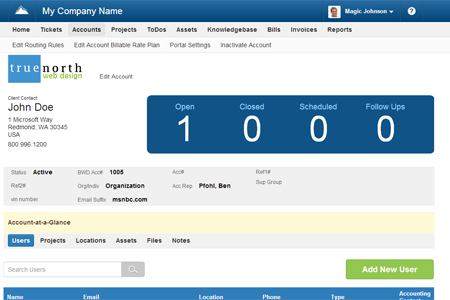 My Company Name
Magic Johnson
?
Home Tickets Accounts Projects ToDos Assets Knowledgebase Bills Invoices Reports
Edit Routing Rules Edit Account Billable Rate Plan Portal Settings Inactivate Account
truenorth
web design
Edit Account
Client Contact
John Doe
1 Microsoft Way
Redmond, WA 30345
USA
800.996.1200
Open Closed Scheduled Follow Ups
1 0 0 0
Status Active BWD Acc# 1005 Acc# Ref1#
Ref2# Org/Indiv Organization Acc Rep Pfohl, Ben Sup Group
vm number Email Suffix msnbc.com
Account-at-a-Glance
Users Projects Locations Assets Files Notes
Search Users
Add New User
Name Email Location Phone Type Accounting